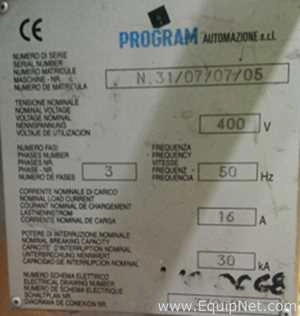 CE
PROGRAM AUTOMAZIONE s.r.l.
NUMERO DI SERIE
SERIAL NUMBER
NUMERO MATRICULE
MASCHINE - NR.
NUMERO DE MATRICULA
N.31/07/07/05
TENSIONE NOMINALE
NOMINAL VOLTAGE
VOLTAGE NOMINAL
NENNSPANNUNG
VOLTAJE DE UTILIZACION
400 V
NUMERO FASI
PHASES NUMBER
PHASES NR.
PHASE - NR
NUMERO DE FASES
3
FREQUENZA
FREQUENCY
VITESSE
FREQUENZ
FREQUENCIA
50 Hz
CORRENTE NOMINALE DI CARICO
NOMINAL LOAD CURRENT
COURANT NOMINAL DE CHARGEMENT
LASTNENNSTROM
CORRIENTE NOMINAL DE CARGA
16 A
POTERE DI INTERRUZIONE NOMINALE
NOMINAL BREAKING CAPACITY
CAPACITE D'INTERRUPTION NOMINAL
UNTERBRECHUNG NENNWERT
CAPACIDAD DE INTERRUPCION NOMINAL
30 kA
NUMERO SCHEMA ELETTRICO
ELECTRICAL DRAWING NUMBER
NUMERO DE SCHEMA ELECTRIQUE
SCHALTPLAN NR.
DIAGRAMA DE CONEXION NR.
www.EquipNet.com